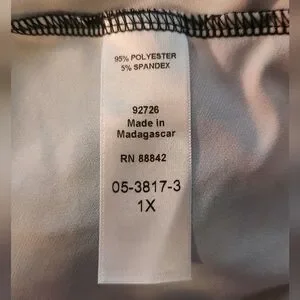 95% POLYESTER
5% SPANDEX
92726
Made in
Madagascar
RN 88842
05-3817-3
1X